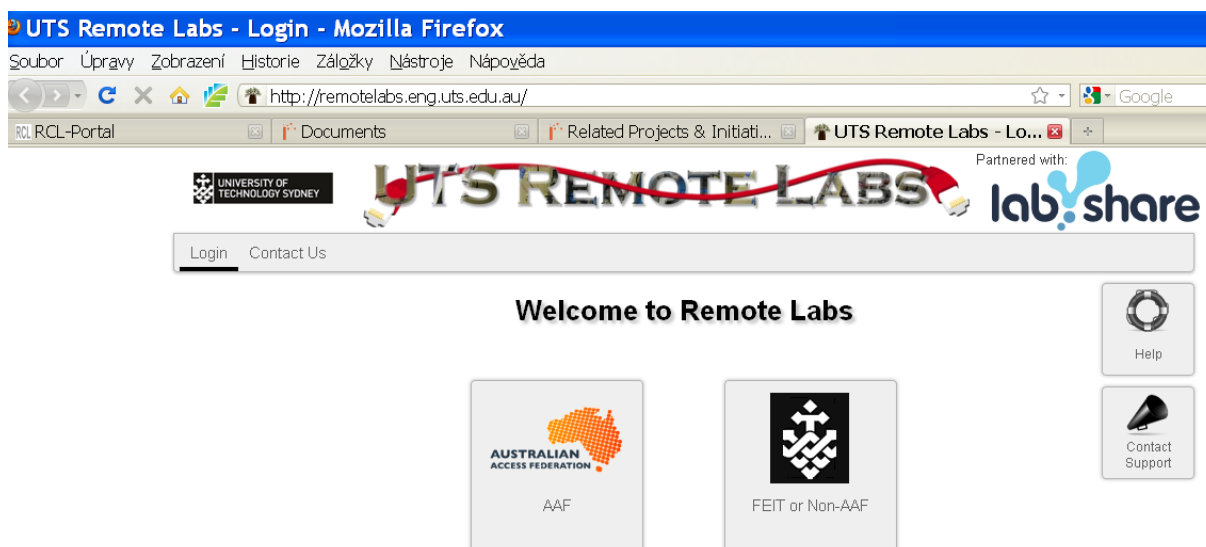 UTS Remote Labs - Login - Mozilla Firefox
Soubor Úpravy Zobrazení Historie Záložky Nástroje Nápověda
http://remotelabs.eng.uts.edu.au/ Google
RCL RCL-Portal Documents Related Projects & Initiati... UTS Remote Labs - Lo...
Partnered with:
UNIVERSITY OF
TECHNOLOGY SYDNEY
UTS REMOTE LABS
lab share
Login Contact Us
Welcome to Remote Labs
Help
AUSTRALIAN
ACCESS FEDERATION
Contact
Support
AAF FEIT or Non-AAF